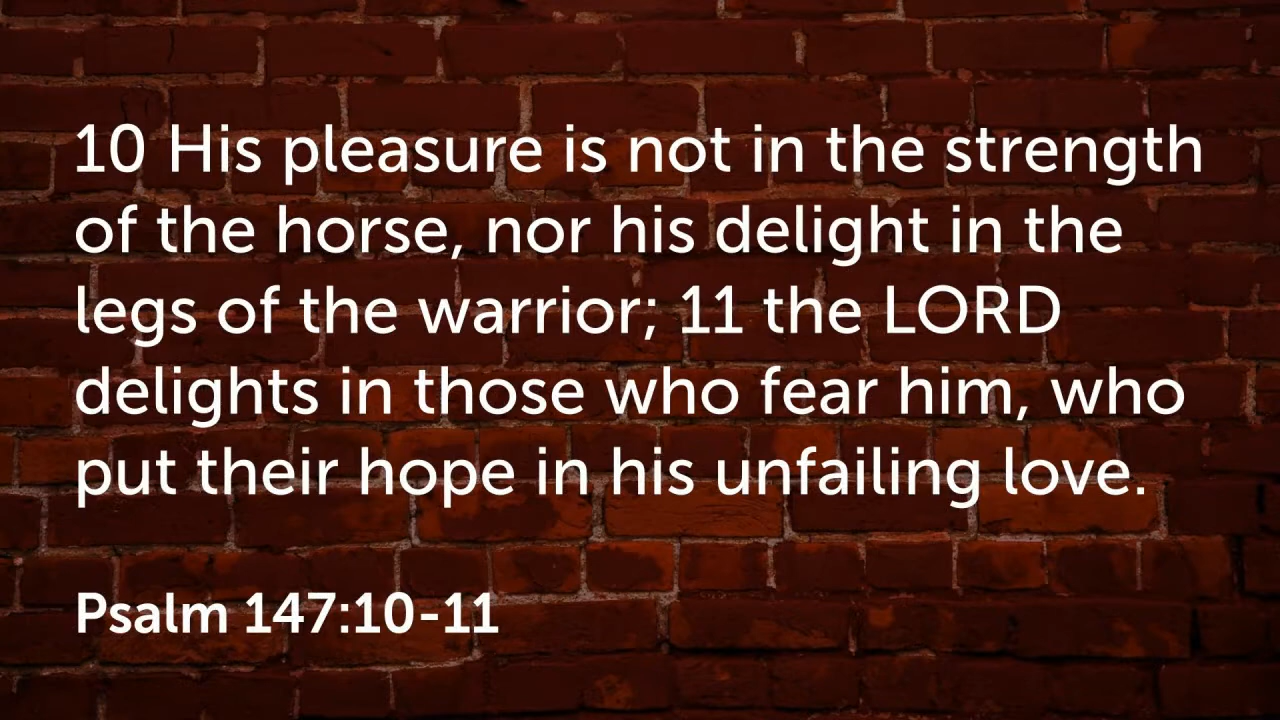 10 His pleasure is not in the strength
of the horse, nor his delight in the
legs of the warrior; 11 the LORD
delights in those who fear him, who
put their hope in his unfailing love.
Psalm 147:10-11